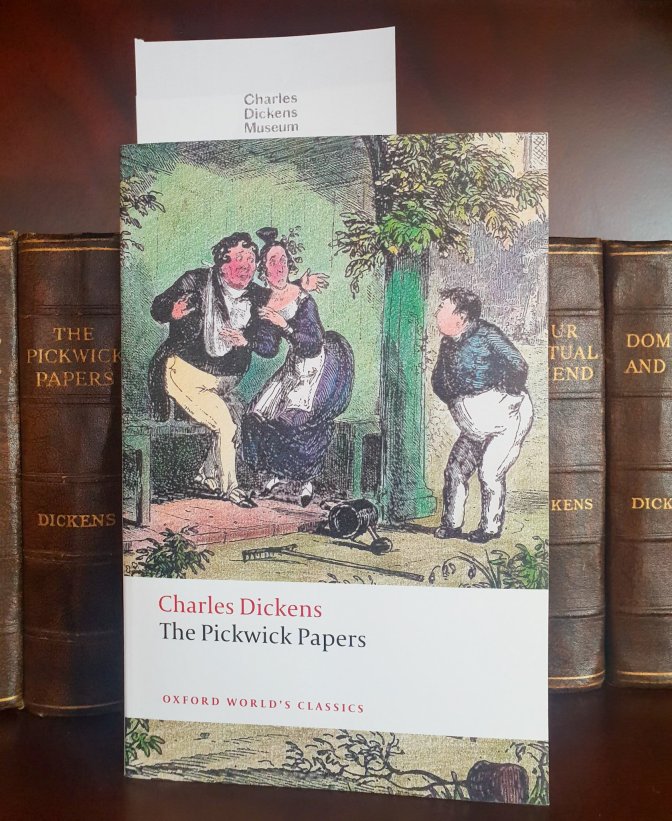 Charles
Dickens
Museum
THE
PICKWICK
PAPERS
DICKENS
Charles Dickens
The Pickwick Papers
OXFORD WORLD'S CLASSICS
UR
TUAL
END
KENS
DOM
AND
DICK